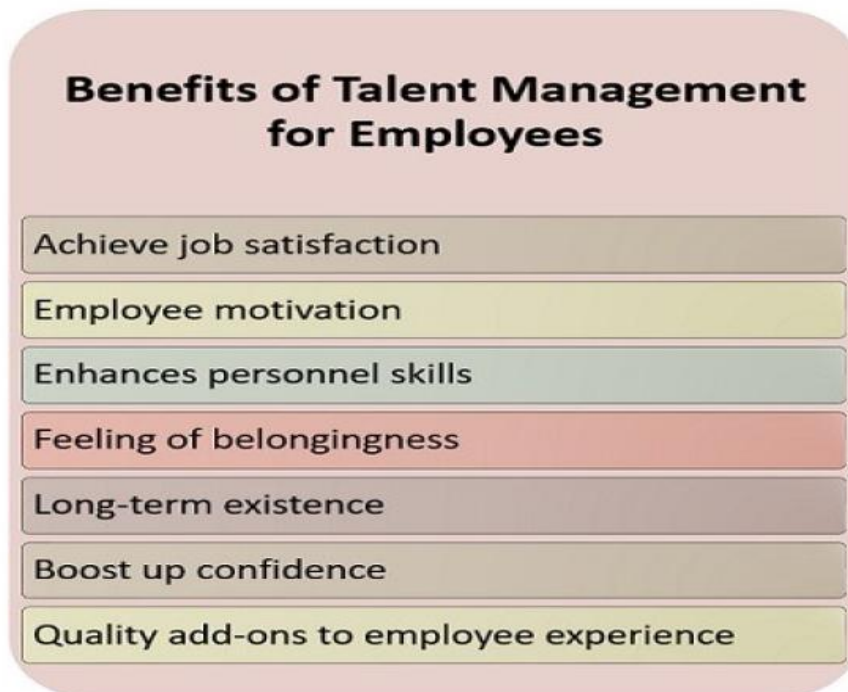 Benefits of Talent Management
for Employees
Achieve job satisfaction
Employee motivation
Enhances personnel skills
Feeling of belongingness
Long-term existence
Boost up confidence
Quality add-ons to employee experience